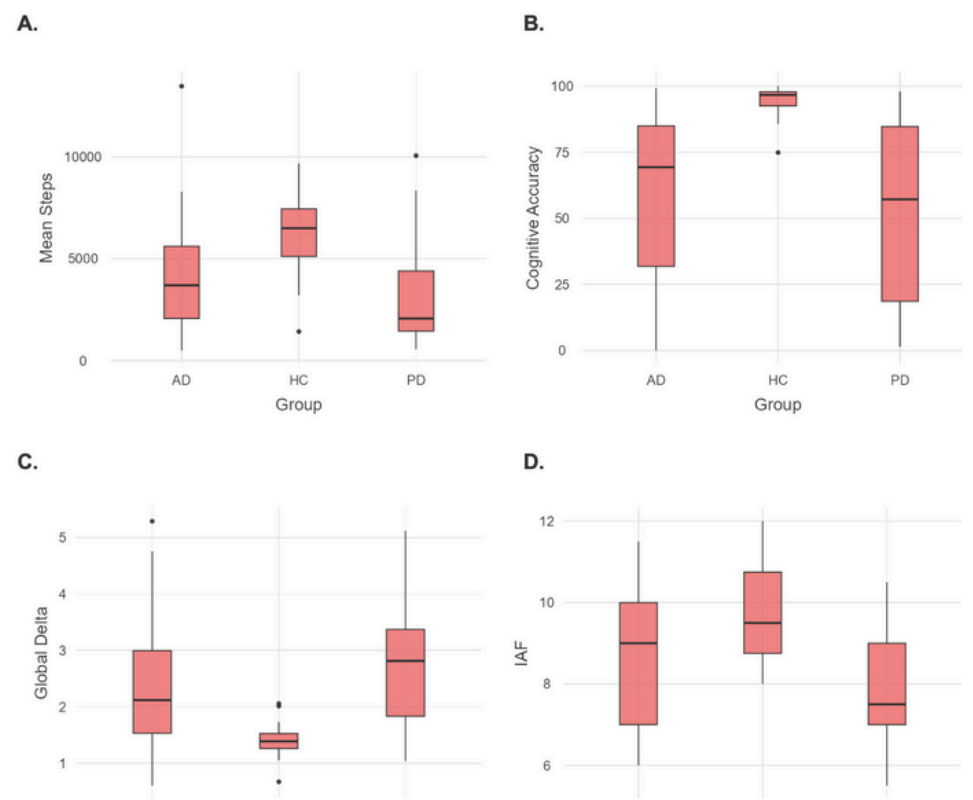 A.
Mean Steps
10000
5000
0
AD HC PD
Group
B.
Cognitive Accuracy
100
75
50
25
0
AD HC PD
Group
C.
Global Delta
5
4
3
2
1
D.
IAF
12
10
8
6